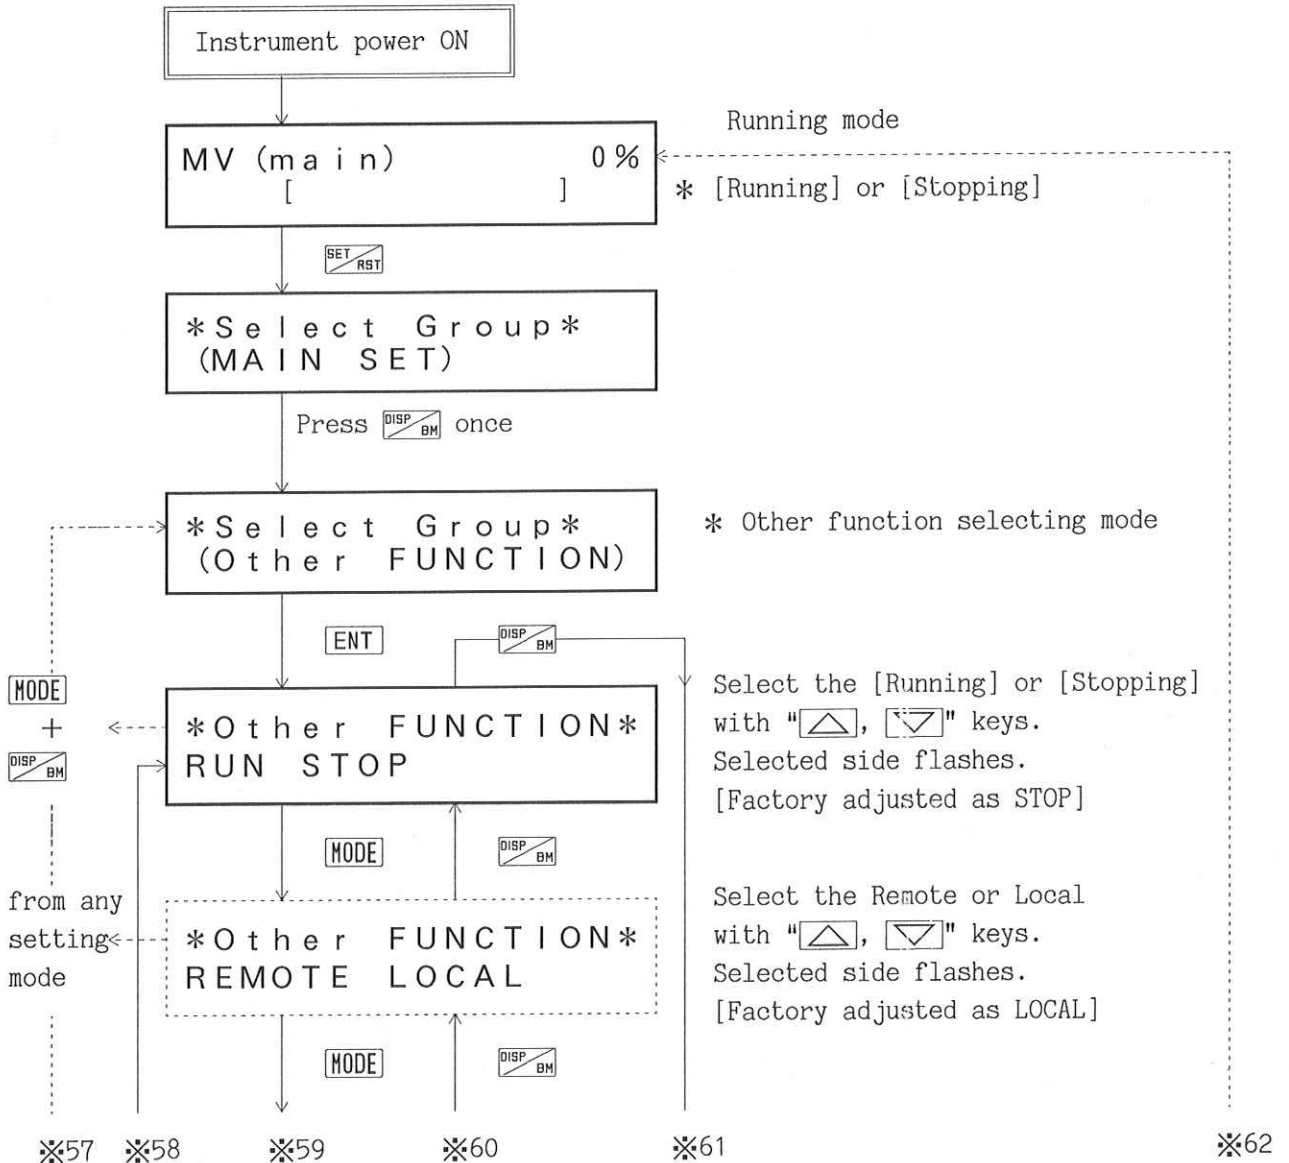 Instrument power ON
Running mode
MV (main) 0%
[ ]
* [Running] or [Stopping]
SET RST
*Select Group*
(MAIN SET)
Press DISP BM once
*Select Group*
(Other FUNCTION)
* Other function selecting mode
ENT
DISP BM
MODE
+
DISP BM
*Other FUNCTION*
RUN STOP
Select the [Running] or [Stopping]
with "△, ▽" keys.
Selected side flashes.
[Factory adjusted as STOP]
MODE
DISP BM
from any
setting
mode
*Other FUNCTION*
REMOTE LOCAL
Select the Remote or Local
with "△, ▽" keys.
Selected side flashes.
[Factory adjusted as LOCAL]
MODE
DISP BM
※57 ※58 ※59 ※60 ※61 ※62